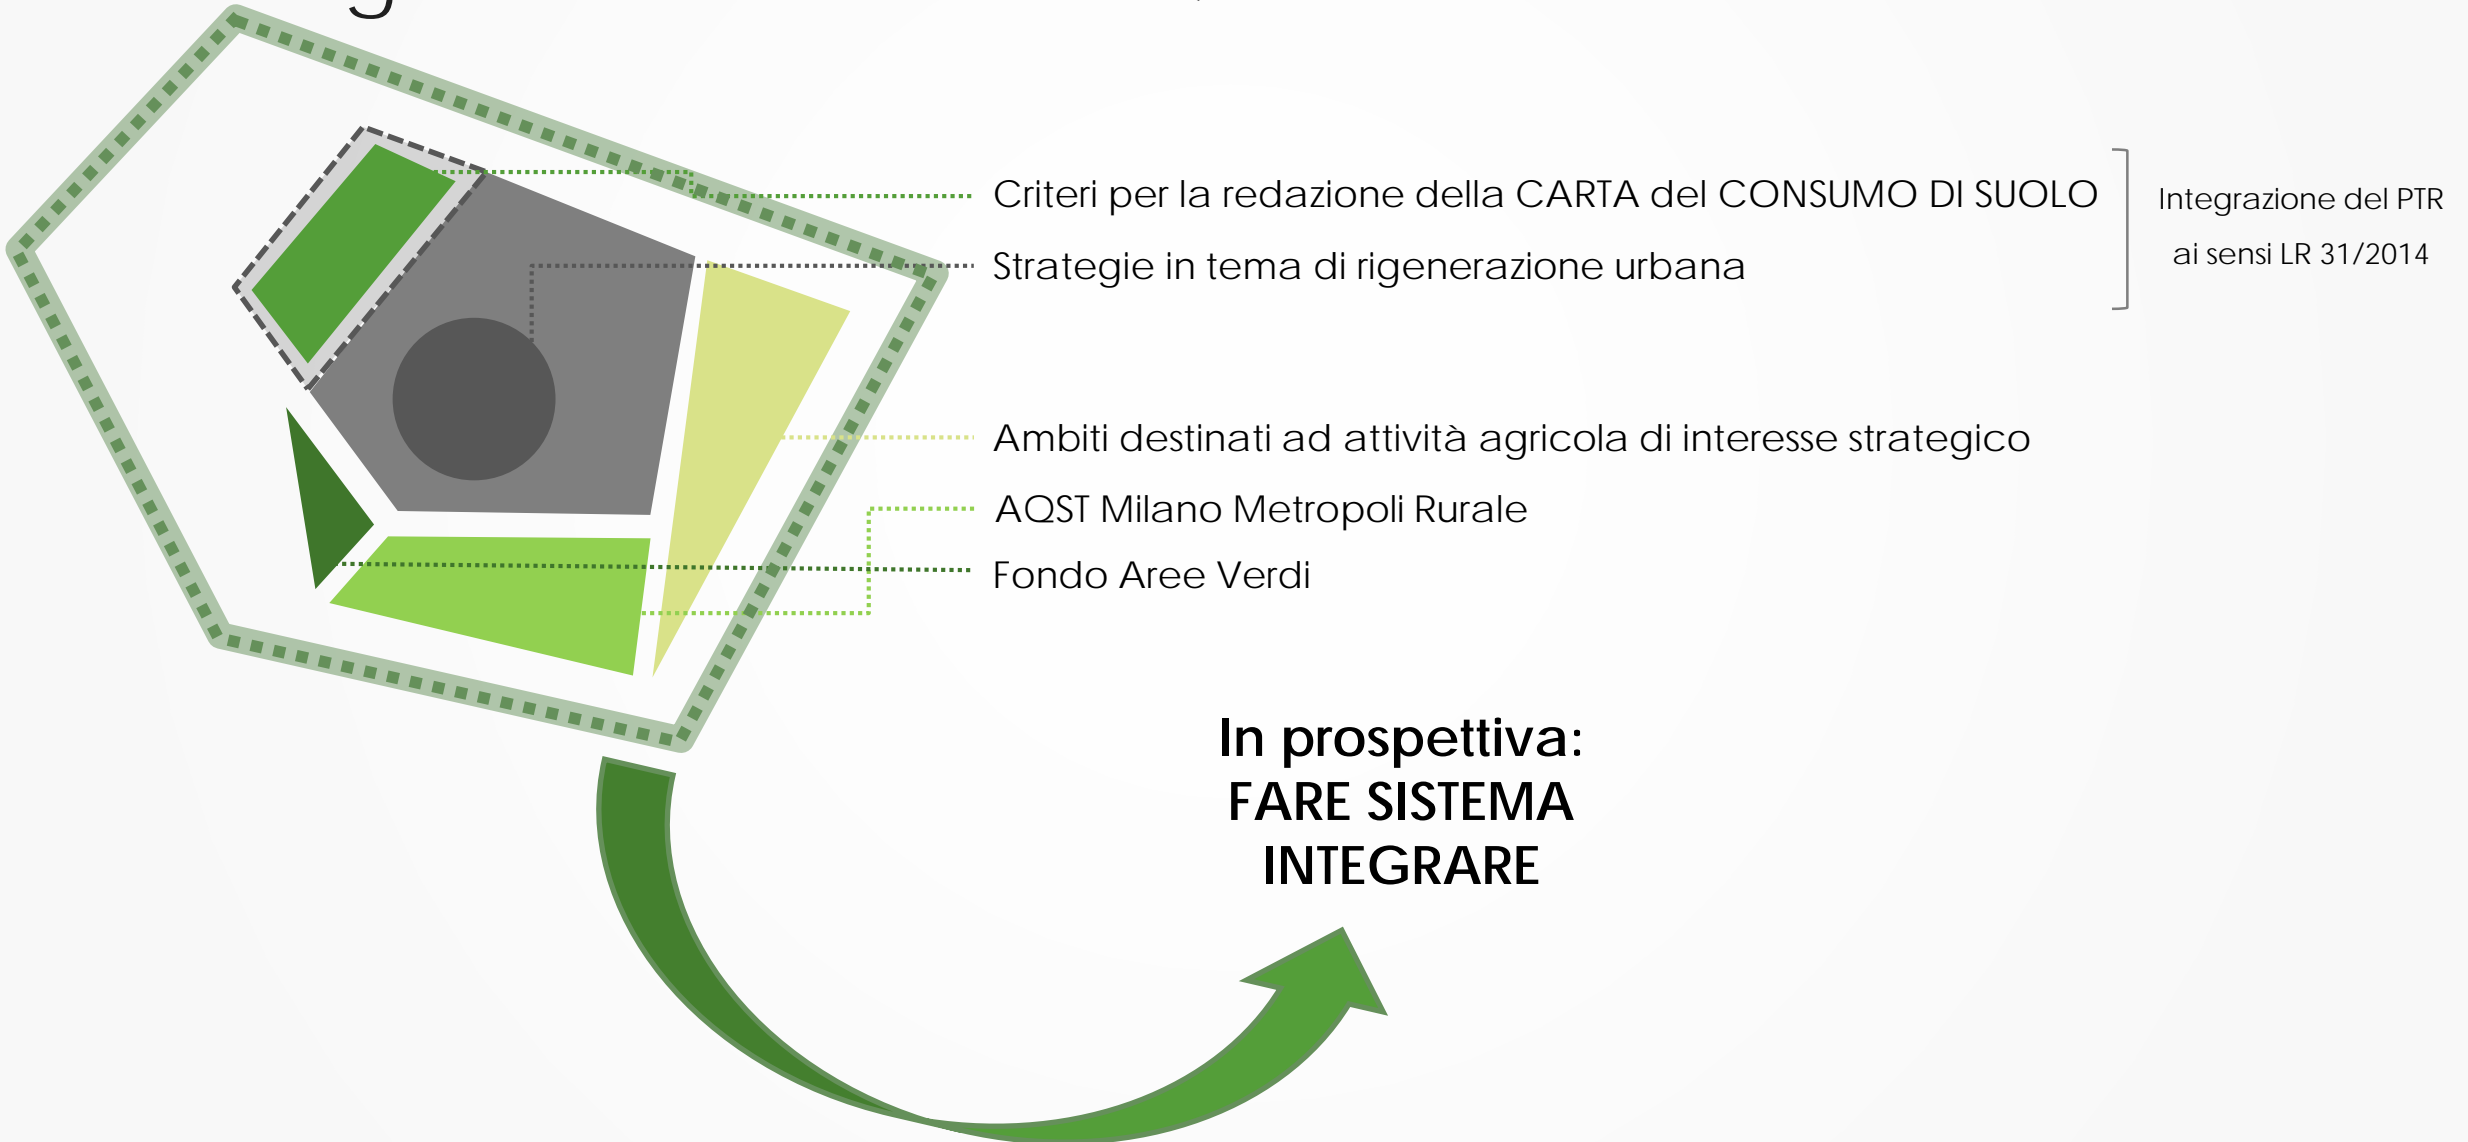 Criteri per la redazione della CARTA del CONSUMO DI SUOLO
Strategie in tema di rigenerazione urbana
Integrazione del PTR
ai sensi LR 31/2014
Ambiti destinati ad attività agricola di interesse strategico
AQST Milano Metropoli Rurale
Fondo Aree Verdi
In prospettiva:
FARE SISTEMA
INTEGRARE